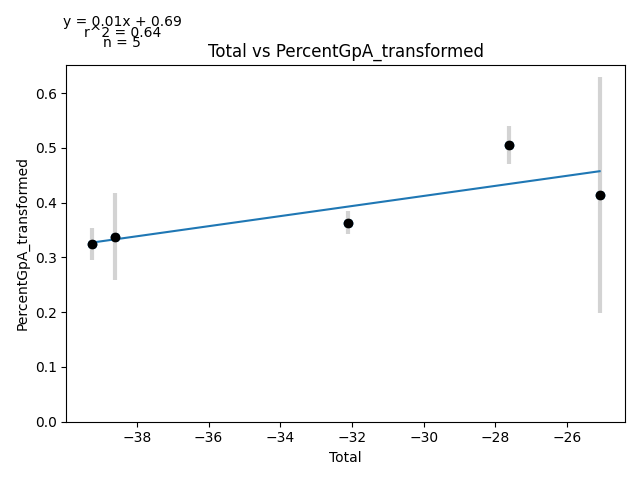 y = 0.01x + 0.69
r^2 = 0.64
n = 5
Total vs PercentGpA_transformed
PercentGpA_transformed
0.6
0.5
0.4
0.3
0.2
0.1
0.0
−38 −36 −34 −32 −30 −28 −26
Total